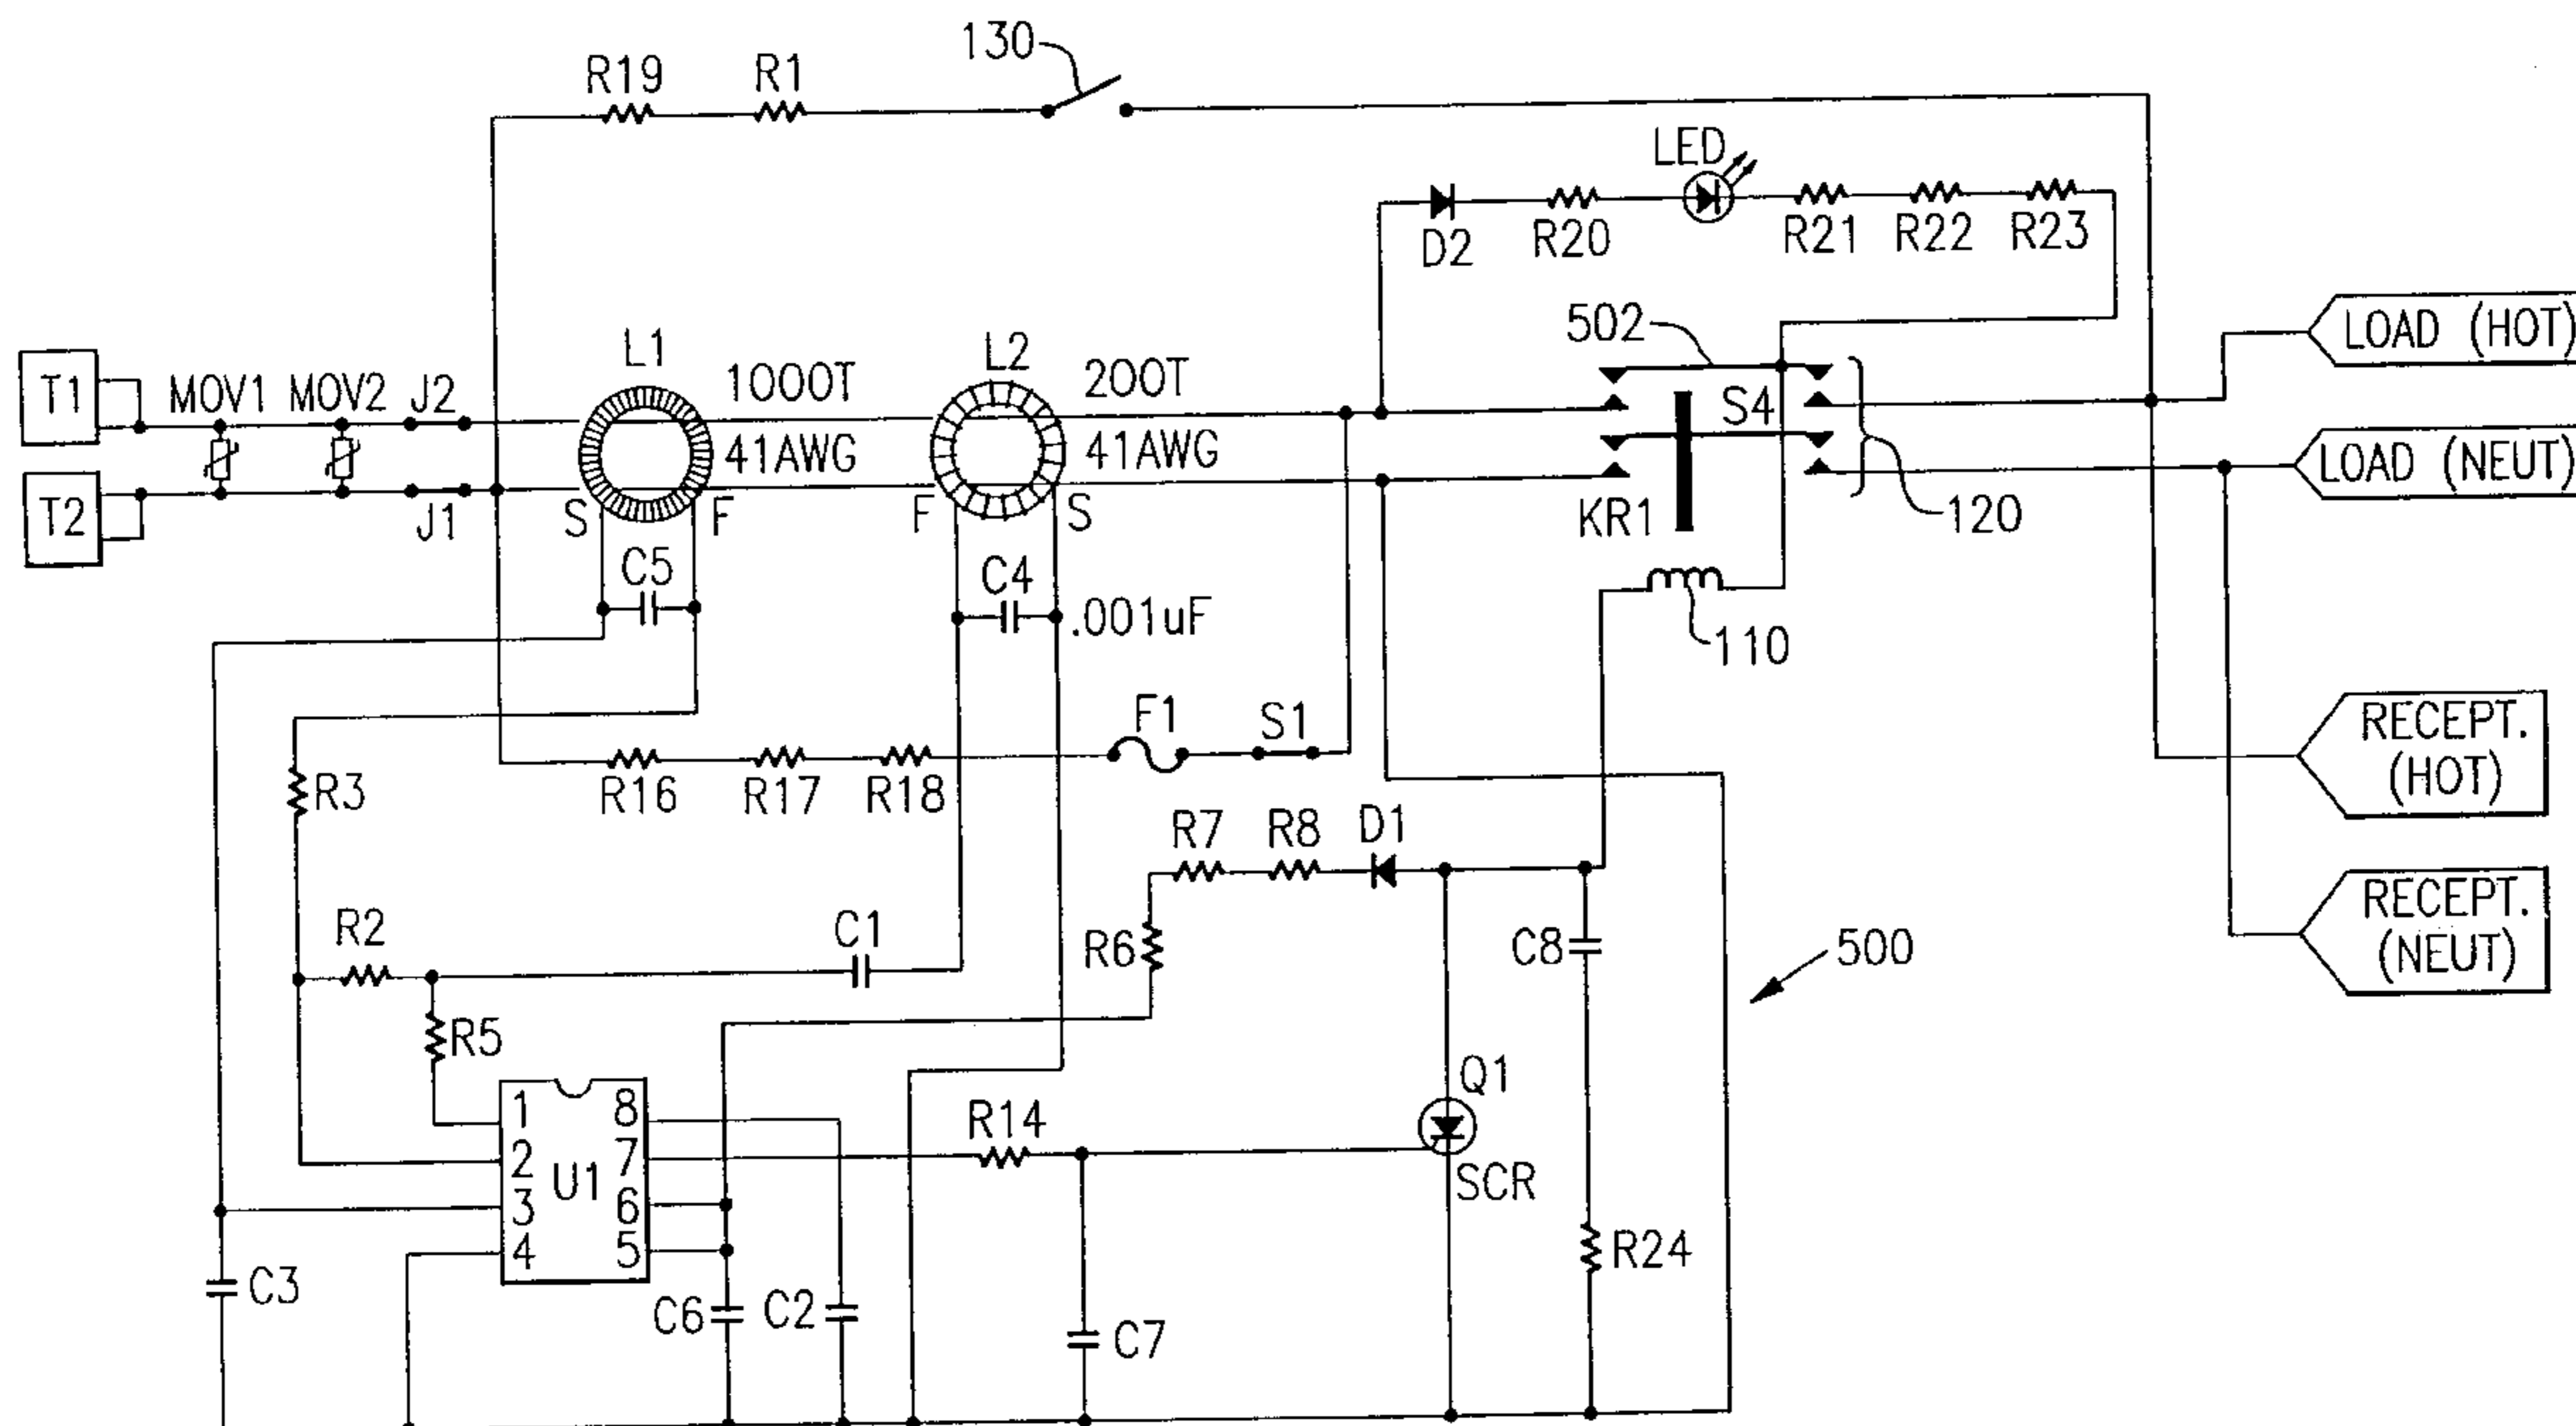 130
R19
R1
LED
D2
R20
R21
R22
R23
502
LOAD (HOT)
L1
L2
1000T
200T
T1
MOV1
MOV2
J2
S4
41AWG
41AWG
LOAD (NEUT)
T2
J1
S
F
F
S
KR1
120
C5
C4
.001uF
110
F1
S1
RECEPT.
(HOT)
R3
R16
R17
R18
R7
R8
D1
R2
C1
R6
C8
500
RECEPT.
(NEUT)
R5
Q1
1
8
R14
2
7
U1
SCR
3
6
4
5
R24
C3
C6
C2
C7